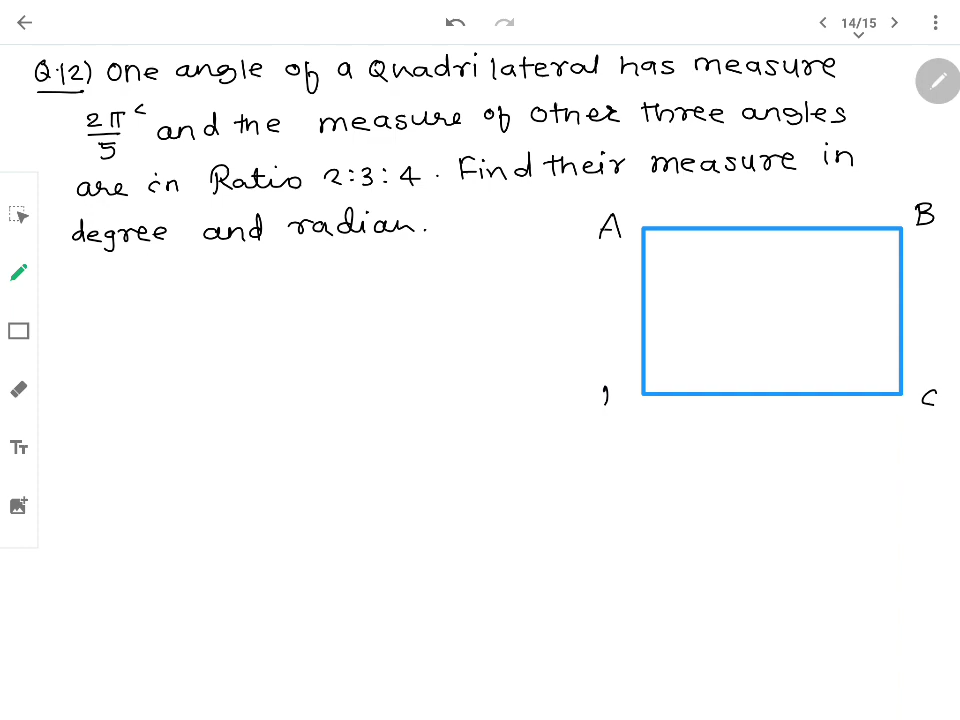 14/15
Q.12) One angle of a Quadrilateral has measure
2π/5 ᶜ and the measure of other three angles
are in Ratio 2:3:4. Find their measure in
degree and radian.
A B
C
TT